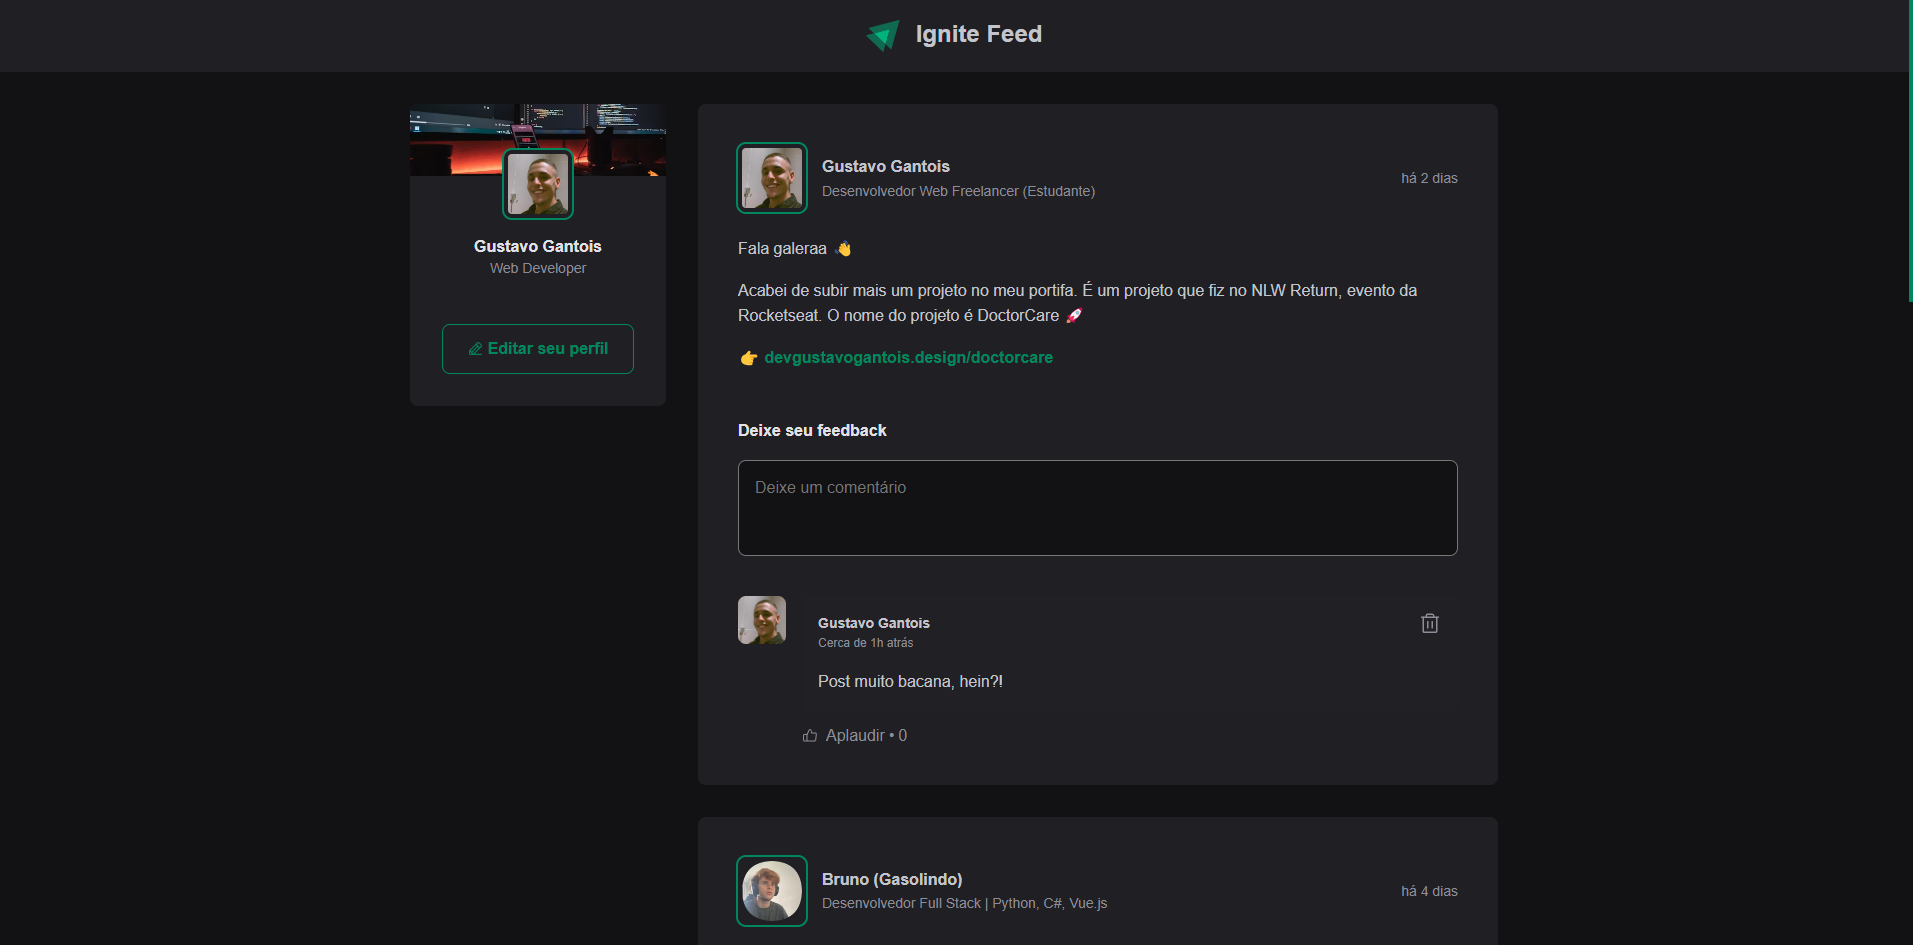 Ignite Feed
Gustavo Gantois
Web Developer
Editar seu perfil
Gustavo Gantois
Desenvolvedor Web Freelancer (Estudante)
há 2 dias
Fala galeraa 👋
Acabei de subir mais um projeto no meu portifa. É um projeto que fiz no NLW Return, evento da
Rocketseat. O nome do projeto é DoctorCare 🚀
👉 devgustavogantois.design/doctorcare
Deixe seu feedback
Deixe um comentário
Gustavo Gantois
Cerca de 1h atrás
Post muito bacana, hein?!
Aplaudir • 0
Bruno (Gasolindo)
Desenvolvedor Full Stack | Python, C#, Vue.js
há 4 dias